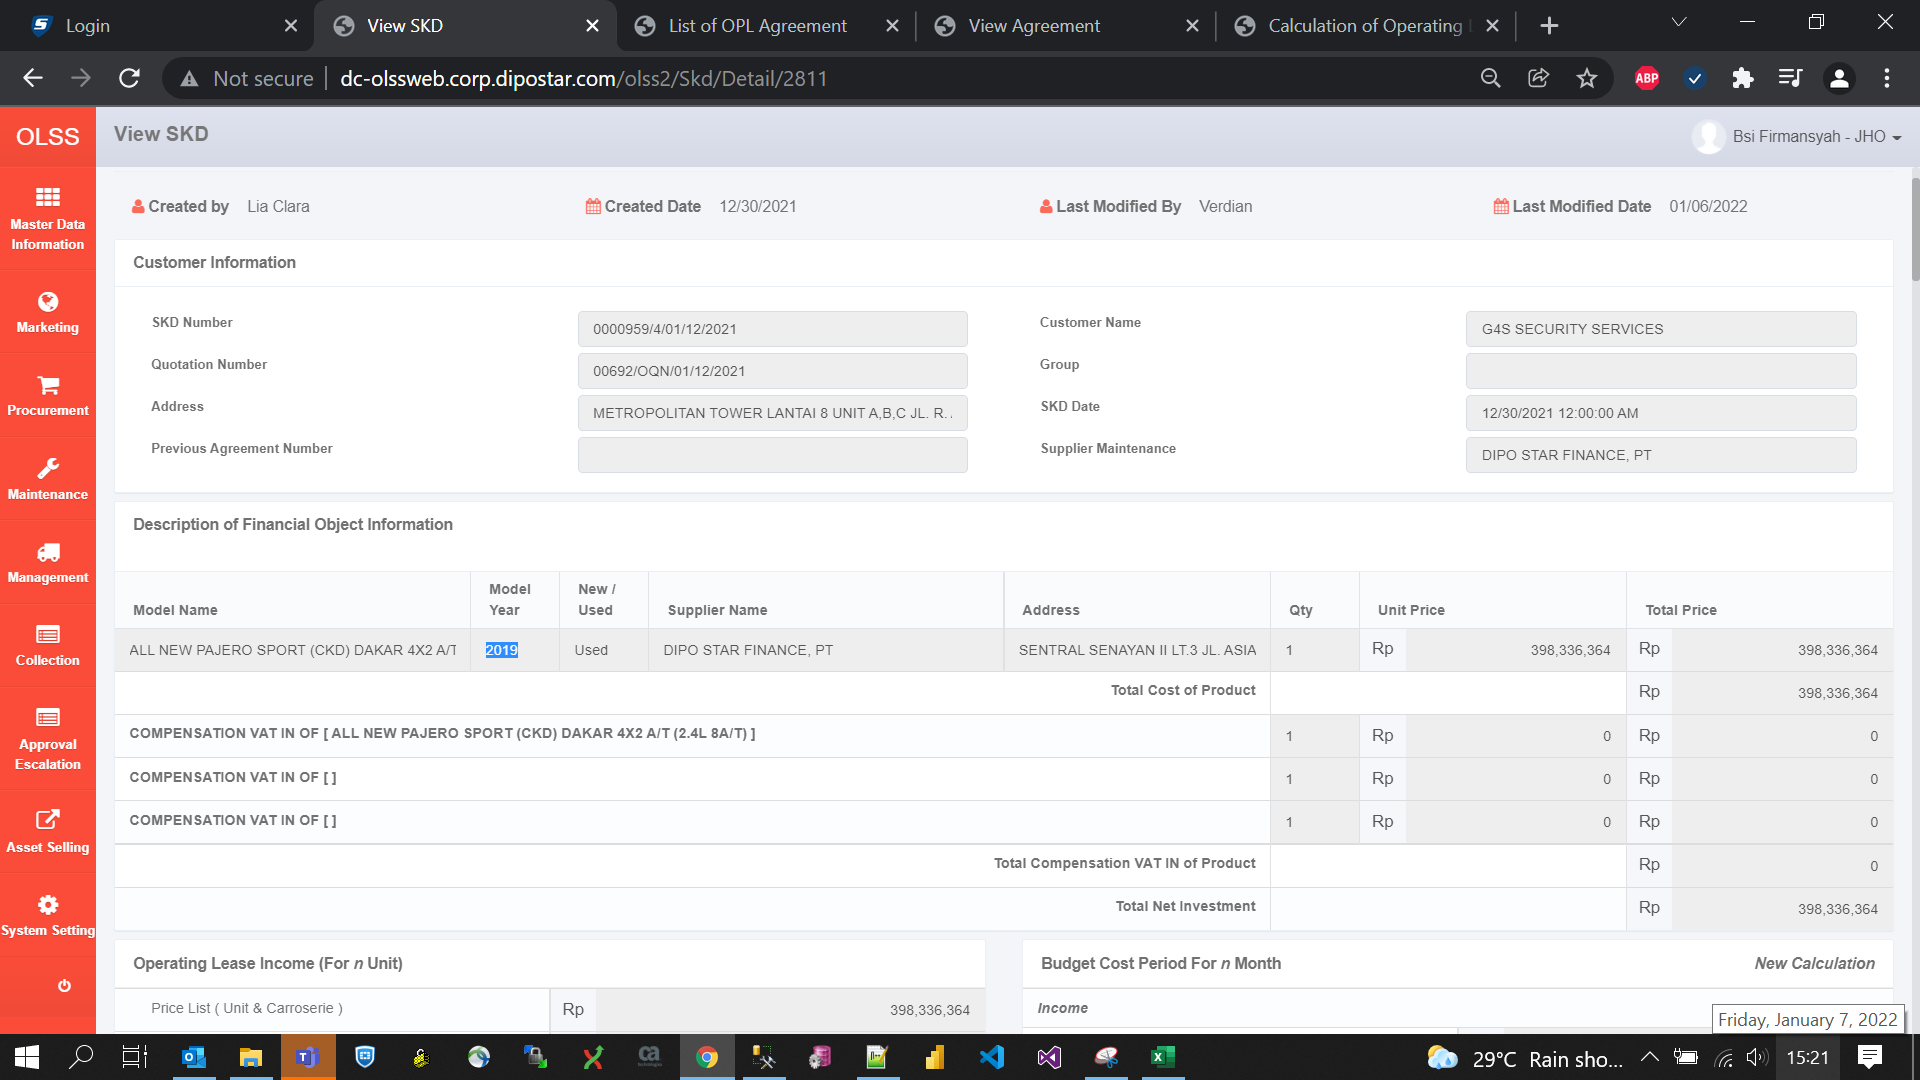 Login
View SKD
List of OPL Agreement
View Agreement
Calculation of Operating
Not secure
dc-olssweb.corp.dipostar.com/olss2/Skd/Detail/2811
ABP
OLSS
View SKD
Bsi Firmansyah - JHO
Master Data Information
Marketing
Procurement
Maintenance
Management
Collection
Approval Escalation
Asset Selling
System Setting
Created by Lia Clara
Created Date 12/30/2021
Last Modified By Verdian
Last Modified Date 01/06/2022
Customer Information
SKD Number 0000959/4/01/12/2021
Customer Name G4S SECURITY SERVICES
Quotation Number 00692/OQN/01/12/2021
Group
Address METROPOLITAN TOWER LANTAI 8 UNIT A,B,C JL. R. .
SKD Date 12/30/2021 12:00:00 AM
Previous Agreement Number
Supplier Maintenance DIPO STAR FINANCE, PT
Description of Financial Object Information
Model Name Model Year New / Used Supplier Name Address Qty Unit Price Total Price
ALL NEW PAJERO SPORT (CKD) DAKAR 4X2 A/T 2019 Used DIPO STAR FINANCE, PT SENTRAL SENAYAN II LT.3 JL. ASIA 1 Rp 398,336,364 Rp 398,336,364
Total Cost of Product Rp 398,336,364
COMPENSATION VAT IN OF [ ALL NEW PAJERO SPORT (CKD) DAKAR 4X2 A/T (2.4L 8A/T) ] 1 Rp 0 Rp 0
COMPENSATION VAT IN OF [ ] 1 Rp 0 Rp 0
COMPENSATION VAT IN OF [ ] 1 Rp 0 Rp 0
Total Compensation VAT IN of Product Rp 0
Total Net Investment Rp 398,336,364
Operating Lease Income (For n Unit)
Budget Cost Period For n Month
New Calculation
Price List ( Unit & Carroserie ) Rp 398,336,364
Income
Friday, January 7, 2022
29°C Rain sho...
15:21